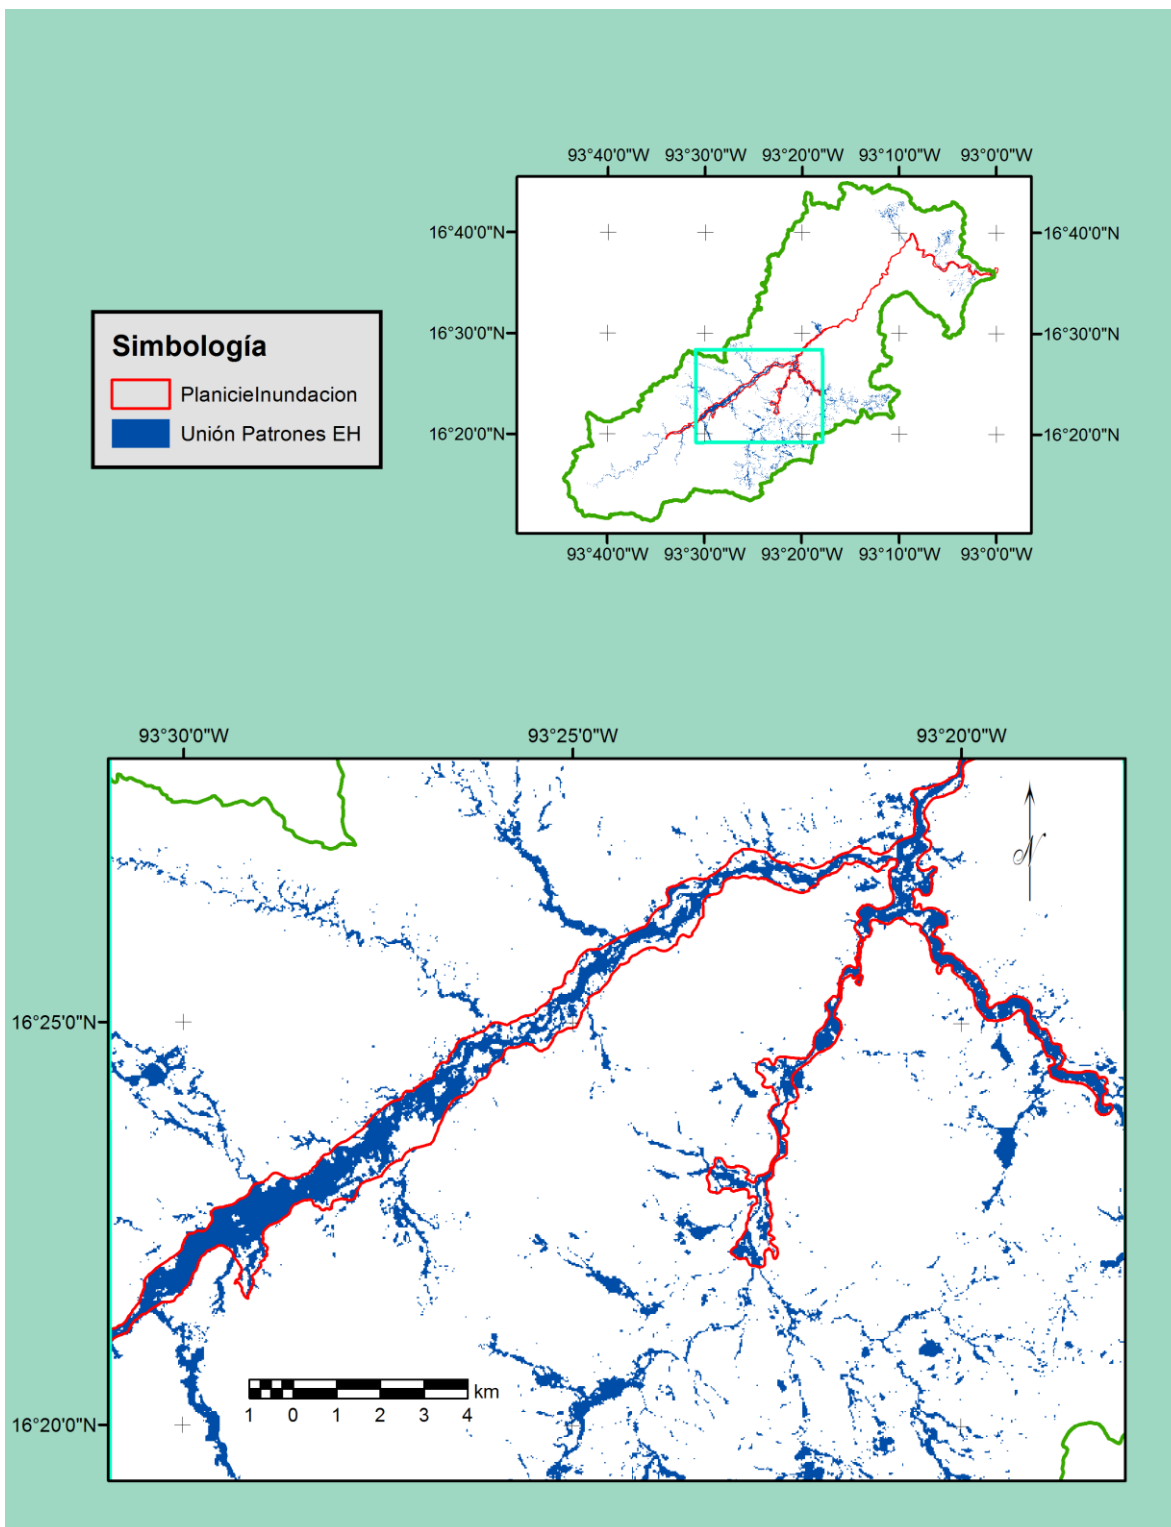 93°40'0"W 93°30'0"W 93°20'0"W 93°10'0"W 93°0'0"W
16°40'0"N 16°40'0"N
16°30'0"N 16°30'0"N
16°20'0"N 16°20'0"N
93°40'0"W 93°30'0"W 93°20'0"W 93°10'0"W 93°0'0"W
Simbología
PlanicieInundacion
Unión Patrones EH
93°30'0"W 93°25'0"W 93°20'0"W
N
16°25'0"N
16°20'0"N
km
1 0 1 2 3 4